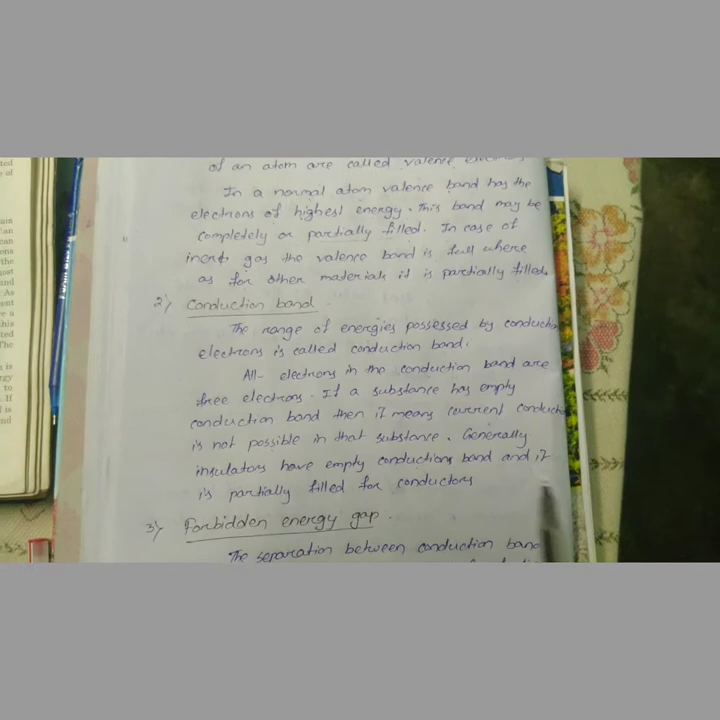 of an atom are called valence
In a normal atom valence band has the
electrons of highest energy. This band may be
completely or partially filled. In case of
inert gas the valence band is full where
as for other materials it is partially filled
2) Conduction band
The range of energies possessed by conduction
electrons is called conduction band.
All- electrons in the conduction band are
free electrons. If a substance has empty
conduction band then it means current conduction
is not possible in that substance. Generally
insulators have empty conductions band and it
is partially filled for conductors
3) Forbidden energy gap.
The separation between conduction band